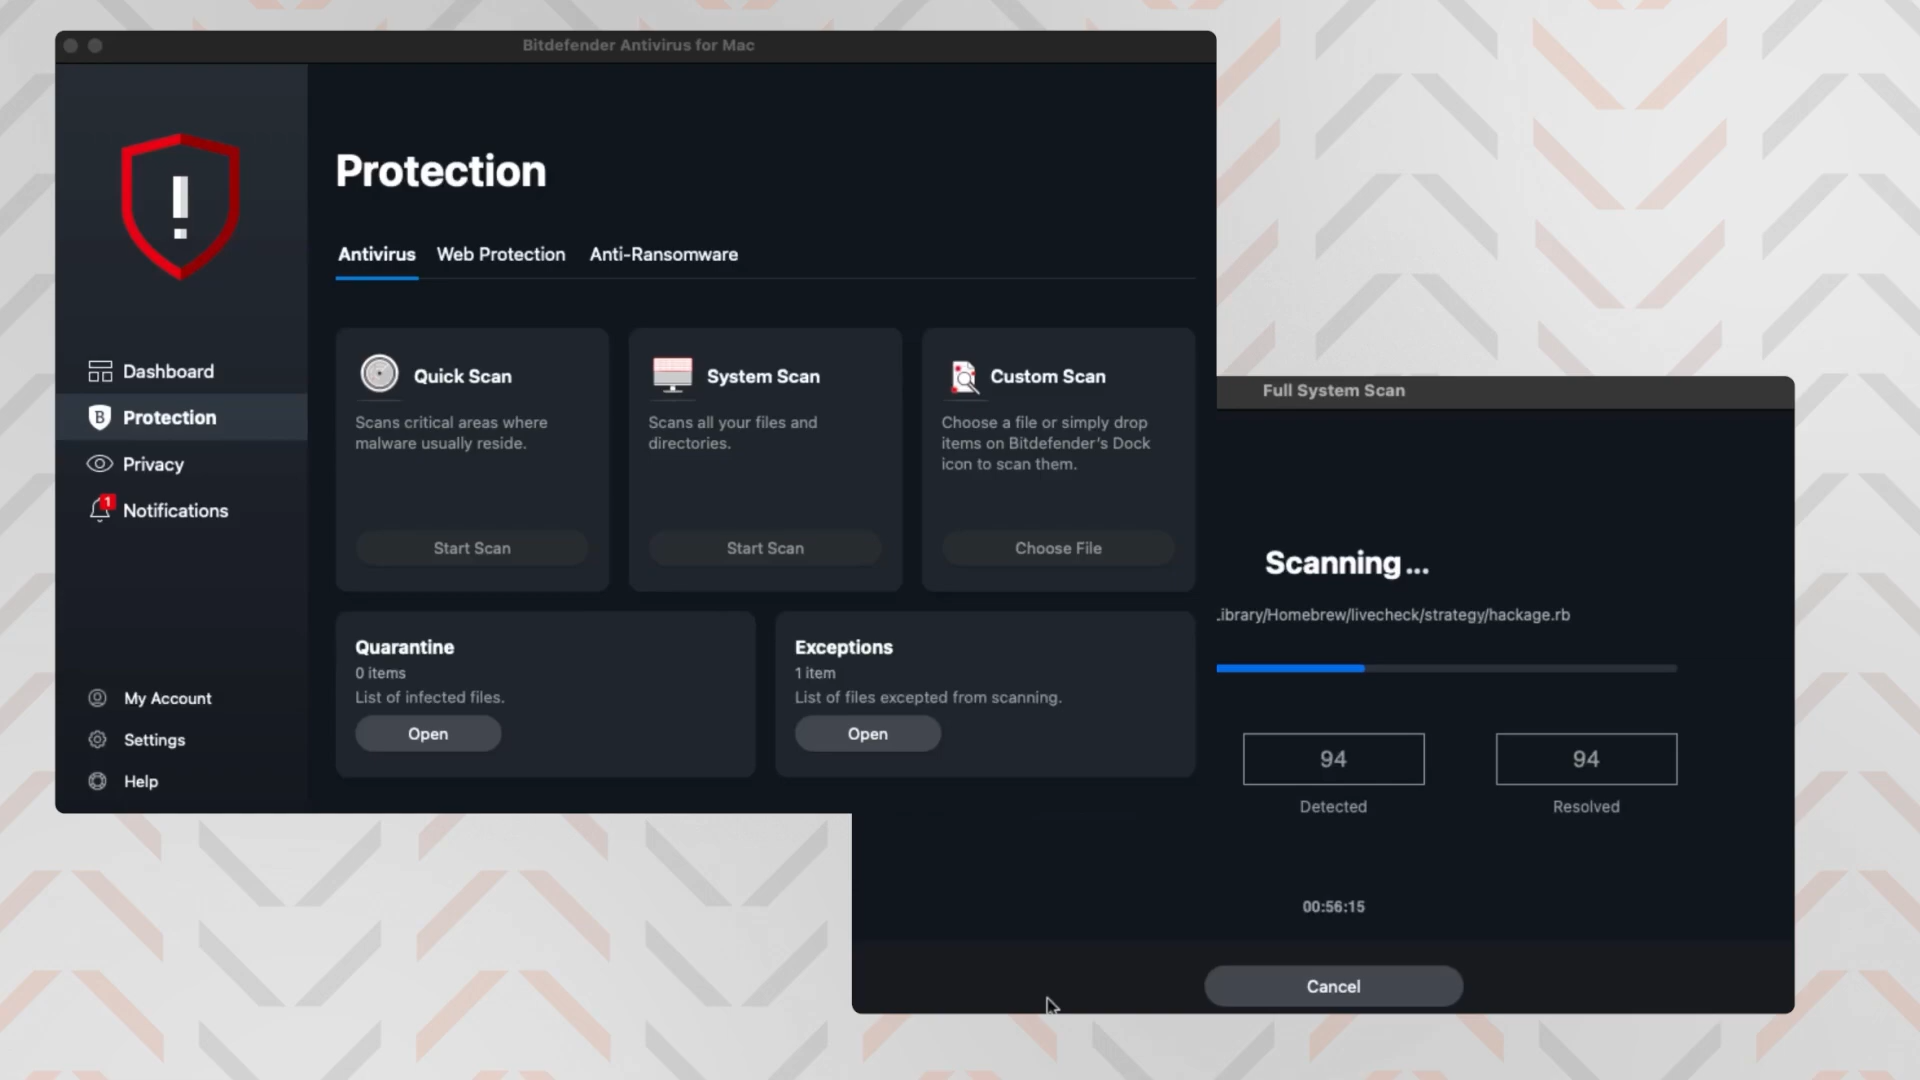 Bitdefender Antivirus for Mac
Protection
Antivirus Web Protection Anti-Ransomware
Dashboard
Protection
Privacy
1
Notifications
My Account
Settings
Help
Quick Scan
Scans critical areas where
malware usually reside.
Start Scan
System Scan
Scans all your files and
directories.
Start Scan
Custom Scan
Choose a file or simply drop
items on Bitdefender's Dock
icon to scan them.
Choose File
Quarantine
0 items
List of infected files.
Open
Exceptions
1 item
List of files excepted from scanning.
Open
Full System Scan
Scanning...
ibrary/Homebrew/livecheck/strategy/hackage.rb
94
Detected
94
Resolved
00:56:15
Cancel